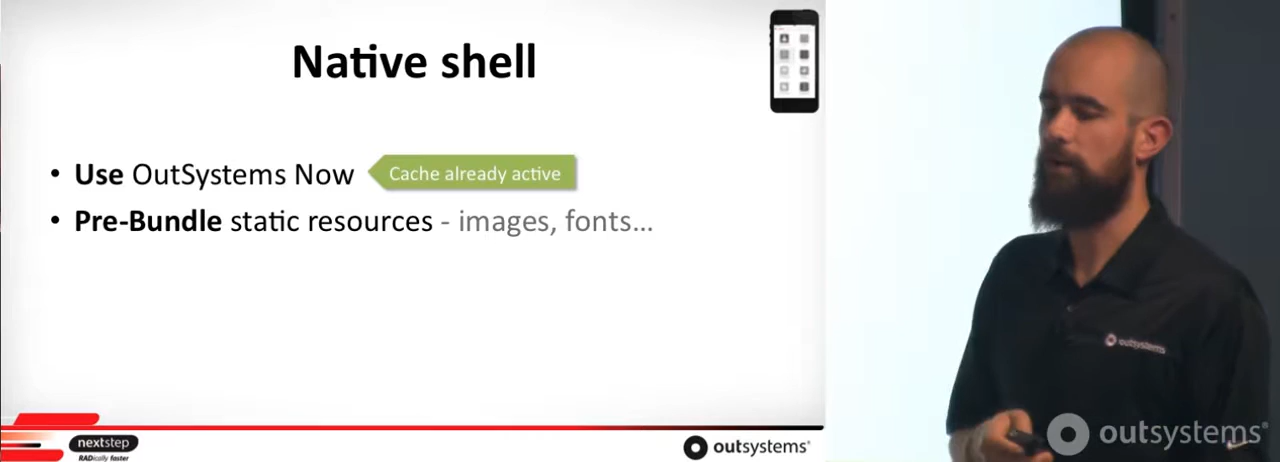 Native shell
• Use OutSystems Now
Cache already active
• Pre-Bundle static resources - images, fonts...
nextstep
RADically faster
outsystems®
outsystems
outsystems®